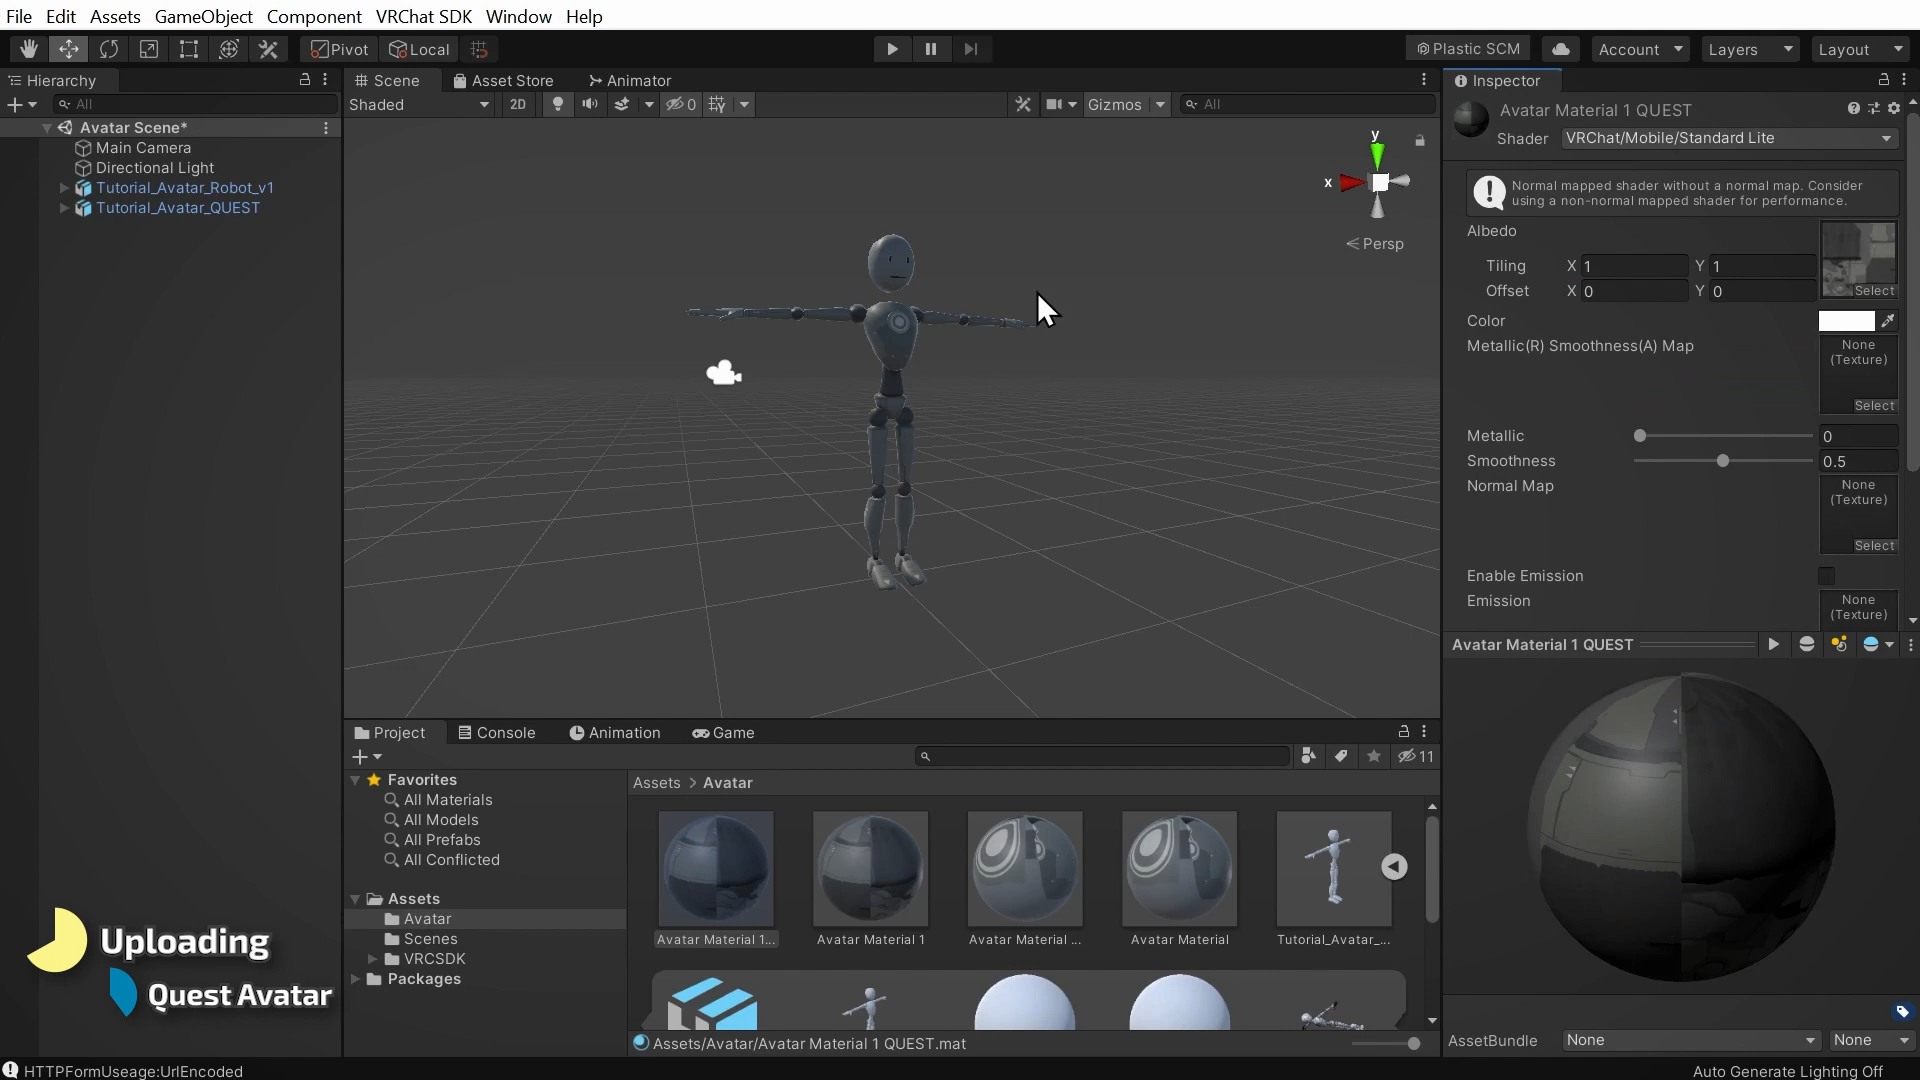 File Edit Assets GameObject Component VRChat SDK Window Help
Pivot Local Plastic SCM Account Layers Layout
Hierarchy
All
Avatar Scene*
Main Camera
Directional Light
Tutorial_Avatar_Robot_v1
Tutorial_Avatar_QUEST
Scene Asset Store Animator
Shaded 2D 0 Gizmos All
y
x
Persp
Inspector
Avatar Material 1 QUEST
Shader VRChat/Mobile/Standard Lite
Normal mapped shader without a normal map. Consider
using a non-normal mapped shader for performance.
Albedo
Tiling X 1 Y 1
Offset X 0 Y 0
Select
Color
Metallic(R) Smoothness(A) Map
None
(Texture)
Select
Metallic 0
Smoothness 0.5
Normal Map
None
(Texture)
Select
Enable Emission
Emission
None
(Texture)
Avatar Material 1 QUEST
AssetBundle None None
Project Console Animation Game
11
Favorites
All Materials
All Models
All Prefabs
All Conflicted
Assets
Avatar
Scenes
VRCSDK
Packages
Assets > Avatar
Avatar Material 1... Avatar Material 1 Avatar Material ... Avatar Material Tutorial_Avatar_...
Assets/Avatar/Avatar Material 1 QUEST.mat
Uploading
Quest Avatar
HTTPFormUseage:UrlEncoded
Auto Generate Lighting Off